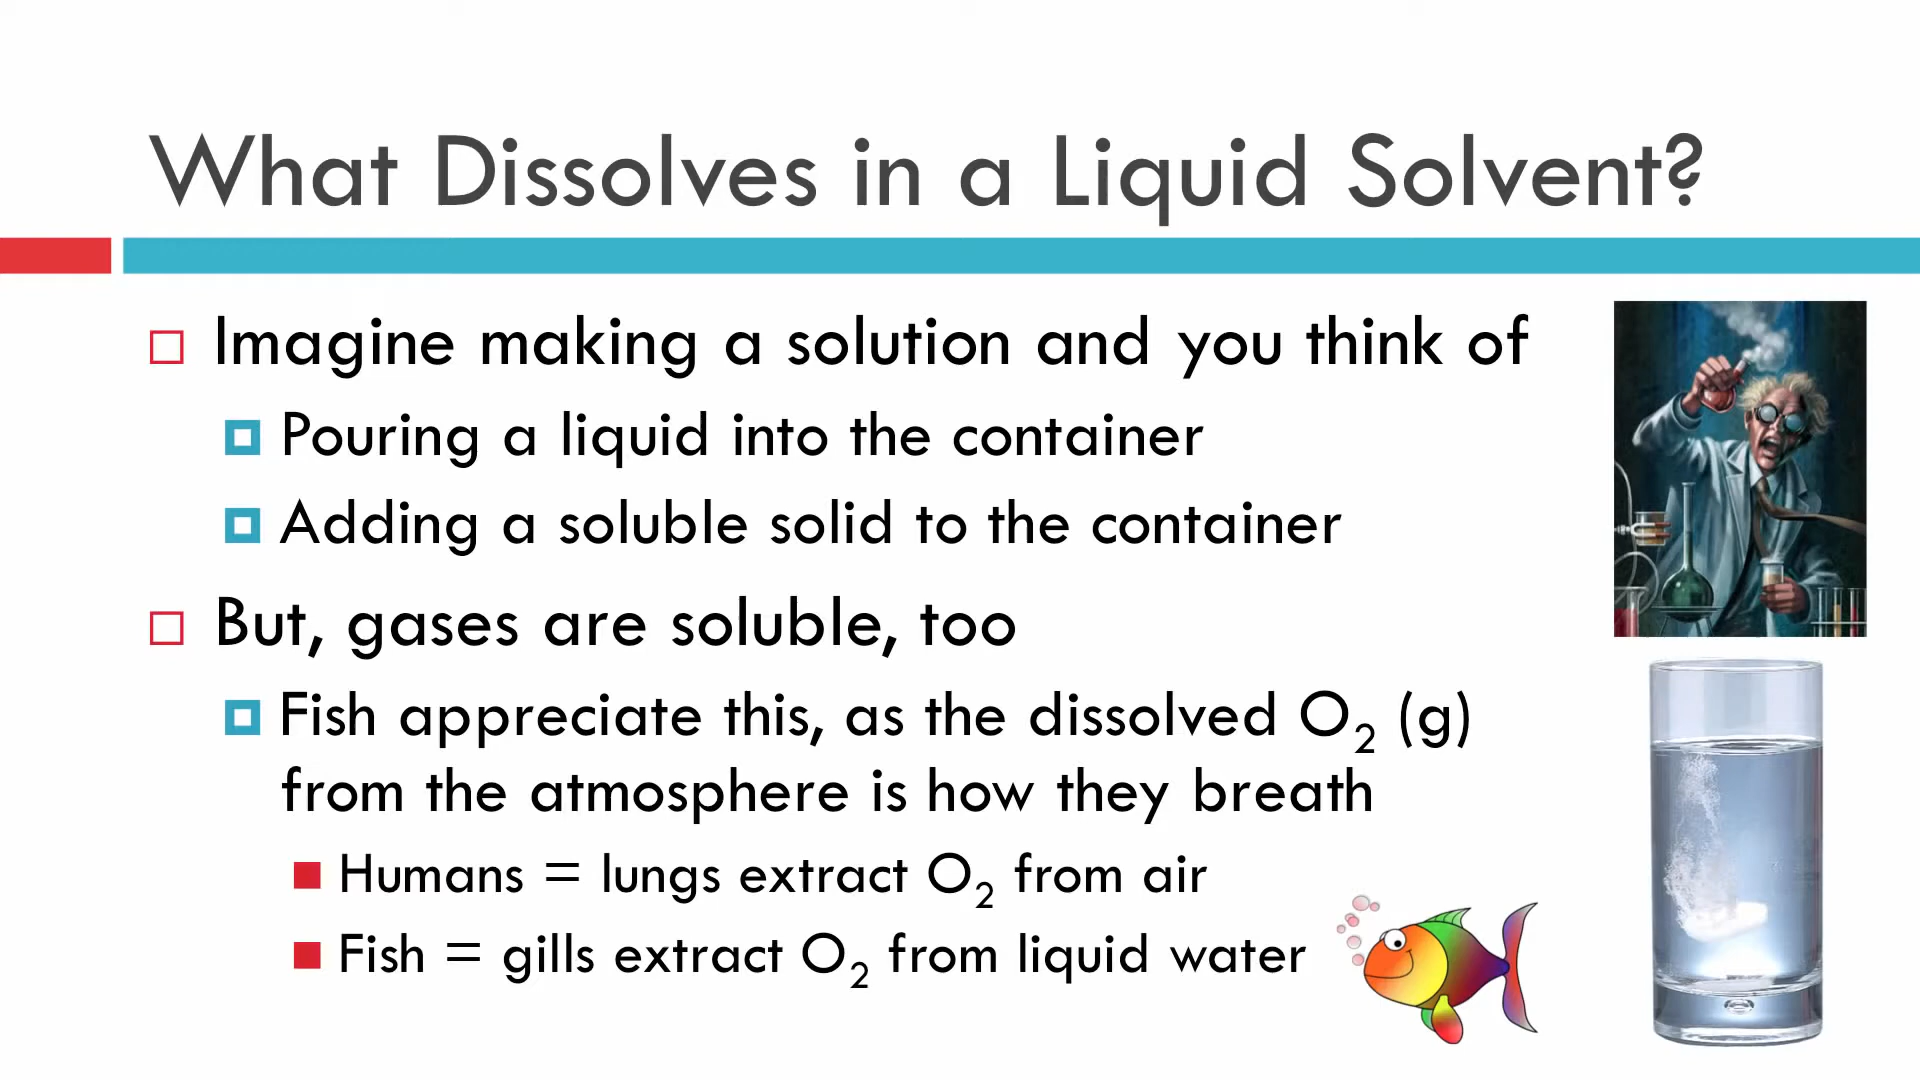 What Dissolves in a Liquid Solvent?
Imagine making a solution and you think of
Pouring a liquid into the container
Adding a soluble solid to the container
But, gases are soluble, too
Fish appreciate this, as the dissolved O₂ (g)
from the atmosphere is how they breath
Humans = lungs extract O₂ from air
Fish = gills extract O₂ from liquid water